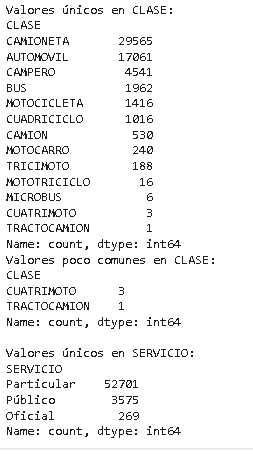 Valores únicos en CLASE:
CLASE
CAMIONETA 29565
AUTOMOVIL 17061
CAMPERO 4541
BUS 1962
MOTOCICLETA 1416
CUADRICICLO 1016
CAMION 530
MOTOCARRO 240
TRICIMOTO 188
MOTOTRICICLO 16
MICROBUS 6
CUATRIMOTO 3
TRACTOCAMION 1
Name: count, dtype: int64
Valores poco comunes en CLASE:
CLASE
CUATRIMOTO 3
TRACTOCAMION 1
Name: count, dtype: int64

Valores únicos en SERVICIO:
SERVICIO
Particular 52701
Público 3575
Oficial 269
Name: count, dtype: int64